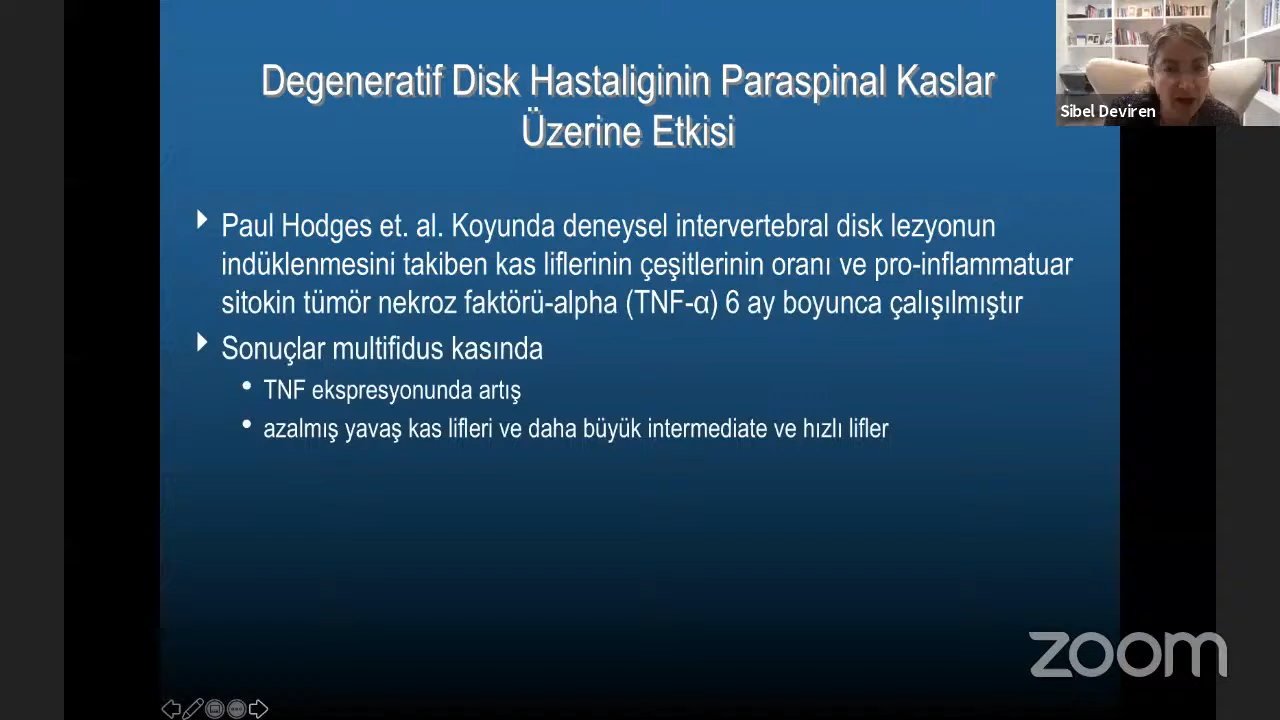 Degeneratif Disk Hastaliginin Paraspinal Kaslar
Üzerine Etkisi
Sibel Deviren
Paul Hodges et. al. Koyunda deneysel intervertebral disk lezyonun
indüklenmesini takiben kas liflerinin çeşitlerinin oranı ve pro-inflammatuar
sitokin tümör nekroz faktörü-alpha (TNF-α) 6 ay boyunca çalışılmıştır
Sonuçlar multifidus kasında
TNF ekspresyonunda artış
azalmış yavaş kas lifleri ve daha büyük intermediate ve hızlı lifler
zoom